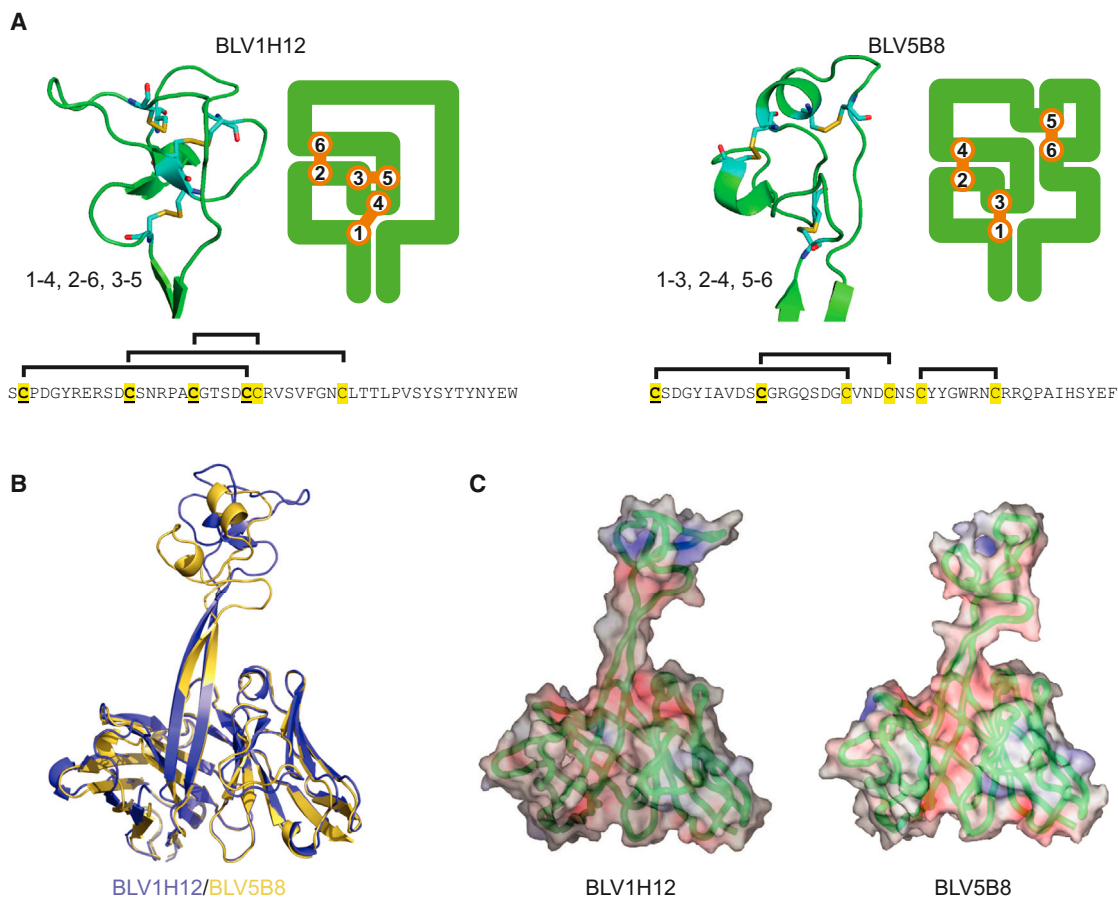 A
BLV1H12
BLV5B8
6
2
3
5
4
1
5
6
4
2
3
1
1-4, 2-6, 3-5
1-3, 2-4, 5-6
SCPDGYRERSDCSNRPACGTSDCCRVSVFGNCLTTLPVSYSYTYNYEW
CSDGYIAVDSCGRGQSDGCVNDCNSCYYGWRNCRRQPAIHSYEF
B
C
BLV1H12/BLV5B8
BLV1H12
BLV5B8